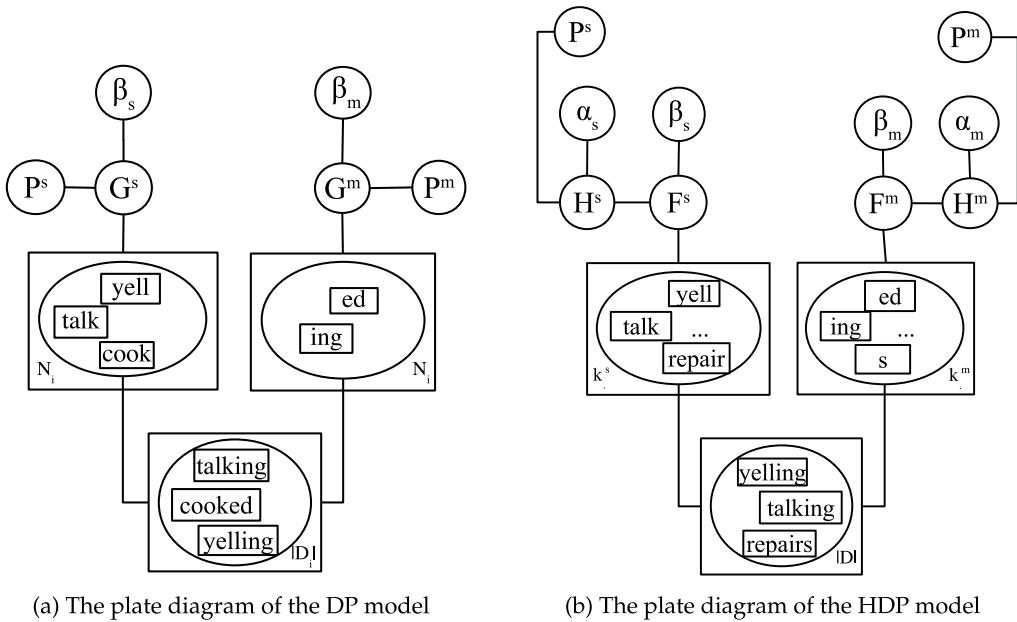 βs
Pˢ
Gˢ
βm
Gᵐ
Pᵐ
yell
talk
cook
Nᵢ
ed
ing
Nᵢ
talking
cooked
yelling
|Dᵢ|
(a) The plate diagram of the DP model
Pˢ
Pᵐ
αs
βs
Hˢ
Fˢ
βm
αm
Fᵐ
Hᵐ
yell
talk
...
repair
k.ˢ
ed
ing
...
s
k.ᵐ
yelling
talking
repairs
|D|
(b) The plate diagram of the HDP model